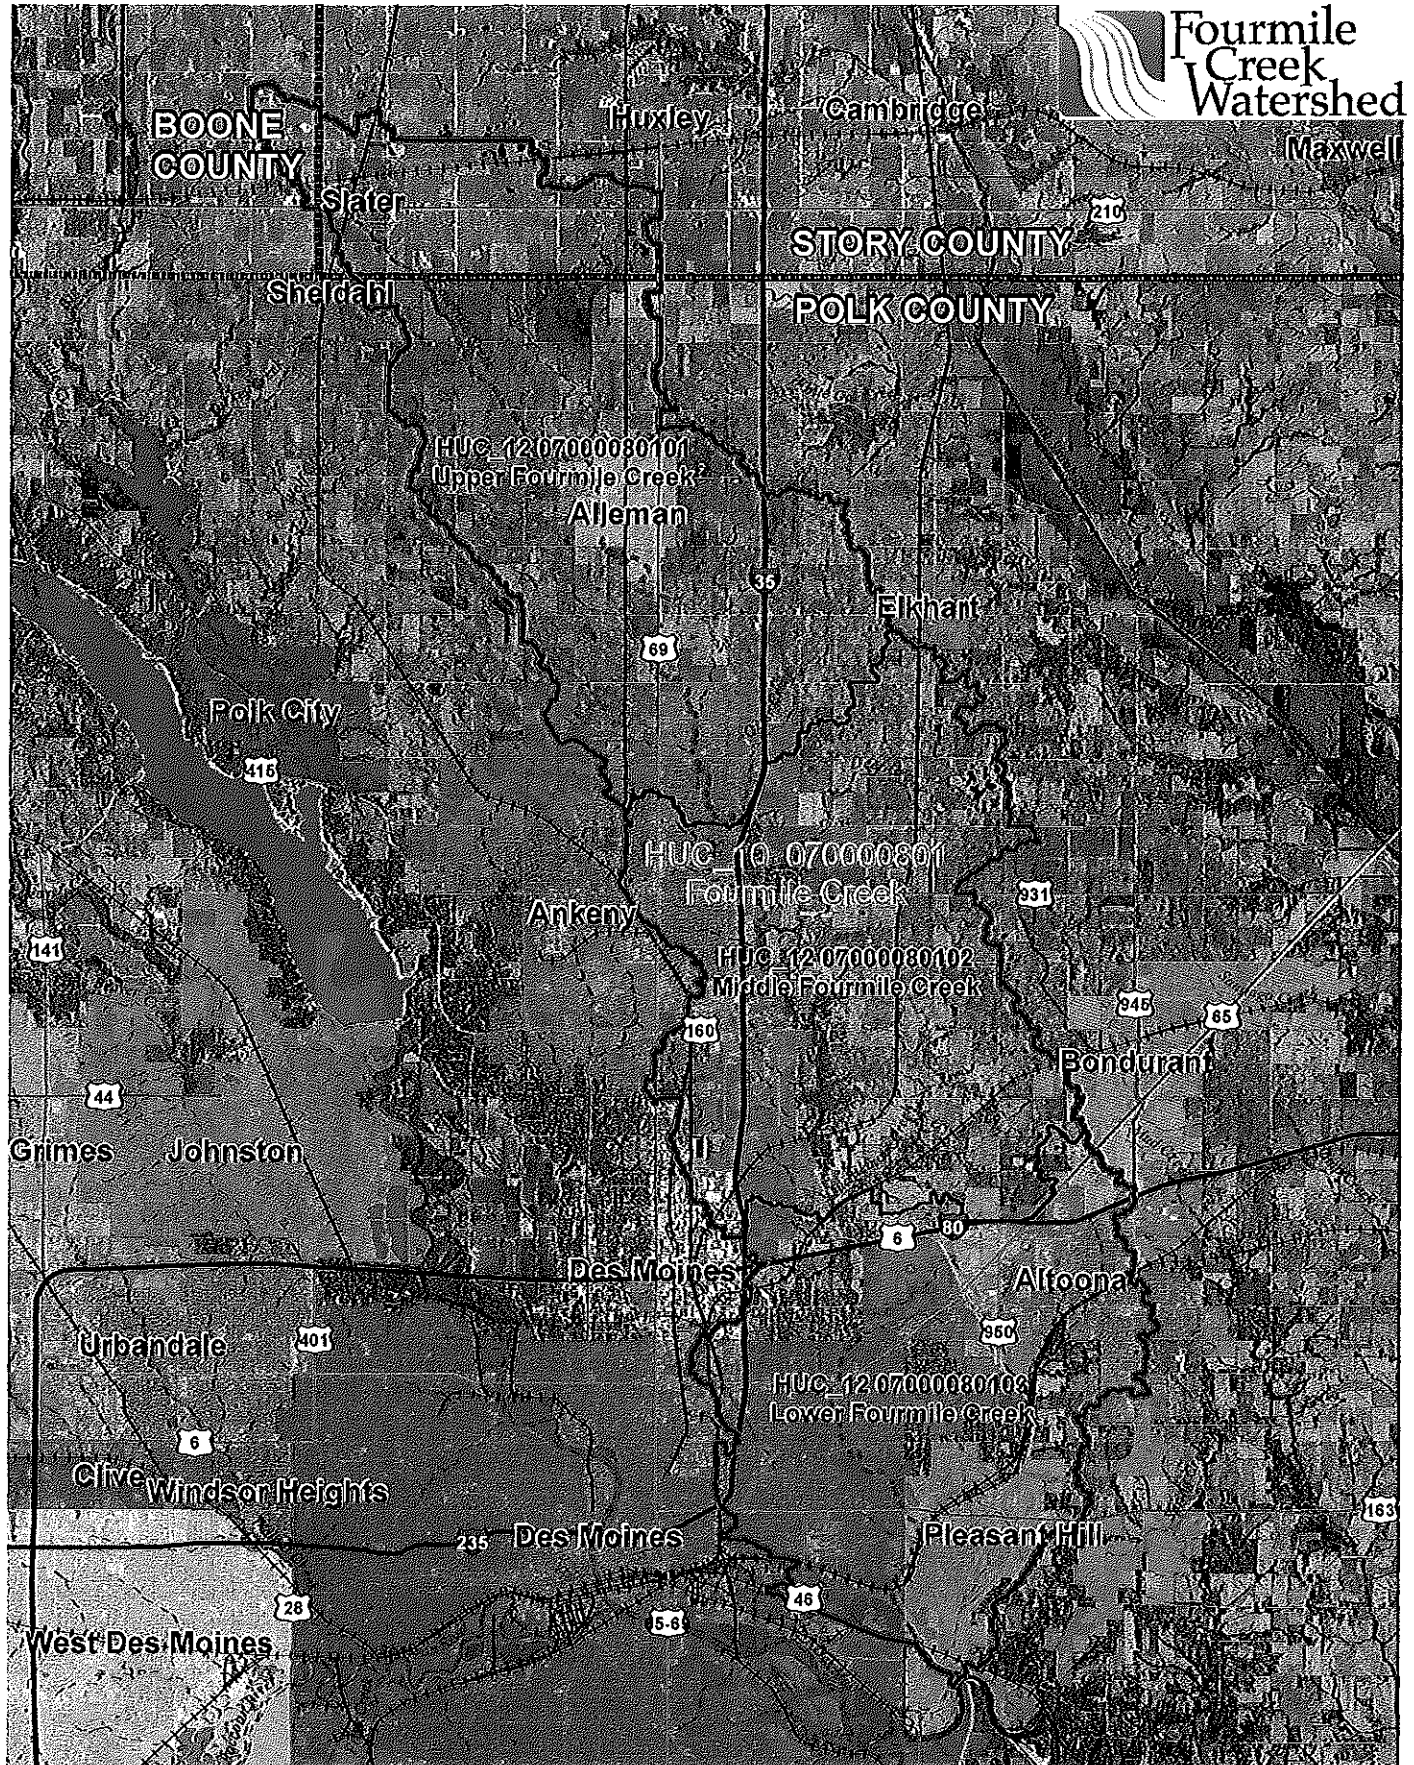 Fourmile
Creek
Watershed
Huxley
Cambridge
BOONE
COUNTY
Maxwell
Slater
210
STORY COUNTY
Sheldahl
POLK COUNTY
HUC_12 07000080101
Upper Fourmile Creek
Alleman
35
Elkhart
69
Polk City
415
HUC_10 070000801
Fourmile Creek
931
Ankeny
141
HUC_12 07000080102
Middle Fourmile Creek
945
65
160
Bondurant
44
Grimes
Johnston
80
6
Des Moines
Altoona
950
401
Urbandale
HUC_12 07000080103
Lower Fourmile Creek
6
Clive
Windsor Heights
163
235
Des Moines
Pleasant Hill
28
46
5-6
West Des Moines